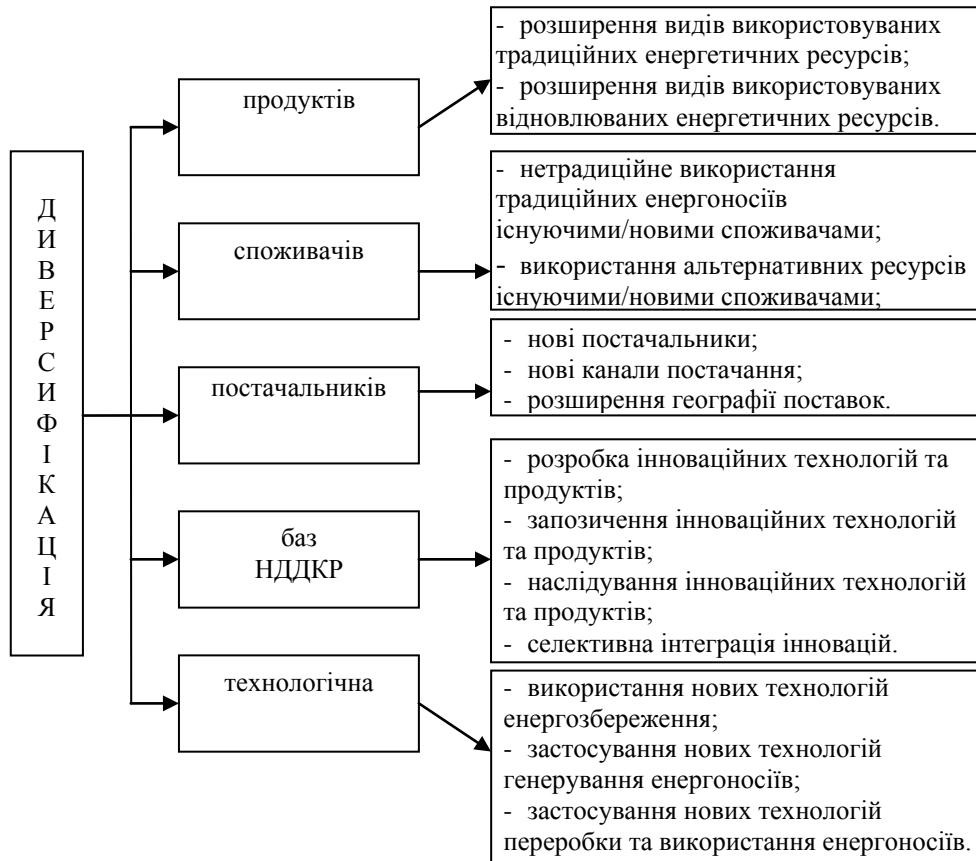 ДИВЕРСИФІКАЦІЯ
продуктів
- розширення видів використовуваних
традиційних енергетичних ресурсів;
- розширення видів використовуваних
відновлюваних енергетичних ресурсів.
споживачів
- нетрадиційне використання
традиційних енергоносіїв
існуючими/новими споживачами;
- використання альтернативних ресурсів
існуючими/новими споживачами;
постачальників
- нові постачальники;
- нові канали постачання;
- розширення географії поставок.
баз
НДДКР
- розробка інноваційних технологій та
продуктів;
- запозичення інноваційних технологій
та продуктів;
- наслідування інноваційних технологій
та продуктів;
- селективна інтеграція інновацій.
технологічна
- використання нових технологій
енергозбереження;
- застосування нових технологій
генерування енергоносіїв;
- застосування нових технологій
переробки та використання енергоносіїв.